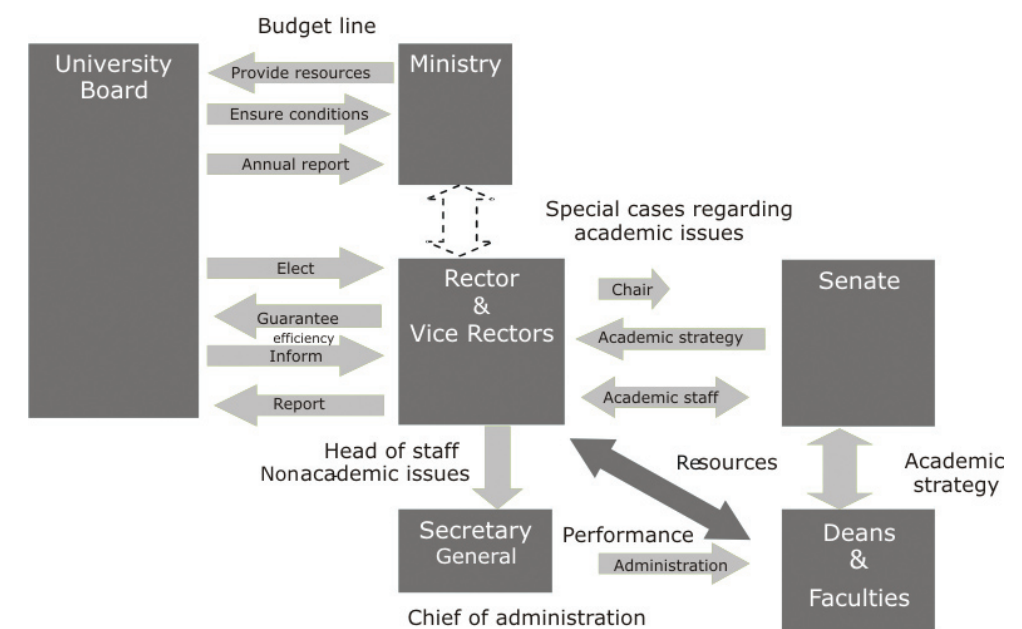 Budget line
University
Board
Provide resources
Ministry
Ensure conditions
Annual report
Special cases regarding
academic issues
Elect
Rector
&
Vice Rectors
Guarantee
efficiency
Inform
Report
Chair
Senate
Academic strategy
Academic staff
Head of staff
Nonacademic issues
Resources
Academic
strategy
Secretary
General
Performance
Administration
Deans
&
Faculties
Chief of administration